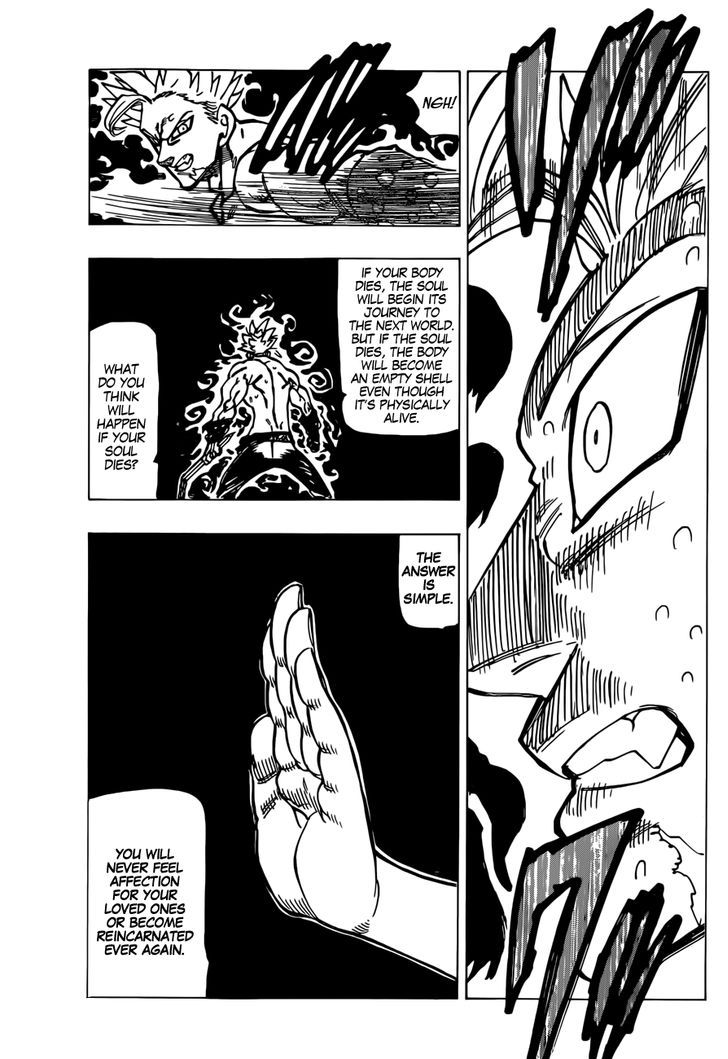 NGH!
IF YOUR BODY
DIES, THE SOUL
WILL BEGIN ITS
JOURNEY TO
THE NEXT WORLD.
BUT IF THE SOUL
DIES, THE BODY
WILL BECOME
AN EMPTY SHELL
EVEN THOUGH
IT'S PHYSICALLY
ALIVE.
WHAT
DO YOU
THINK
WILL
HAPPEN
IF YOUR
SOUL
DIES?
THE
ANSWER
IS
SIMPLE.
YOU WILL
NEVER FEEL
AFFECTION
FOR YOUR
LOVED ONES
OR BECOME
REINCARNATED
EVER AGAIN.